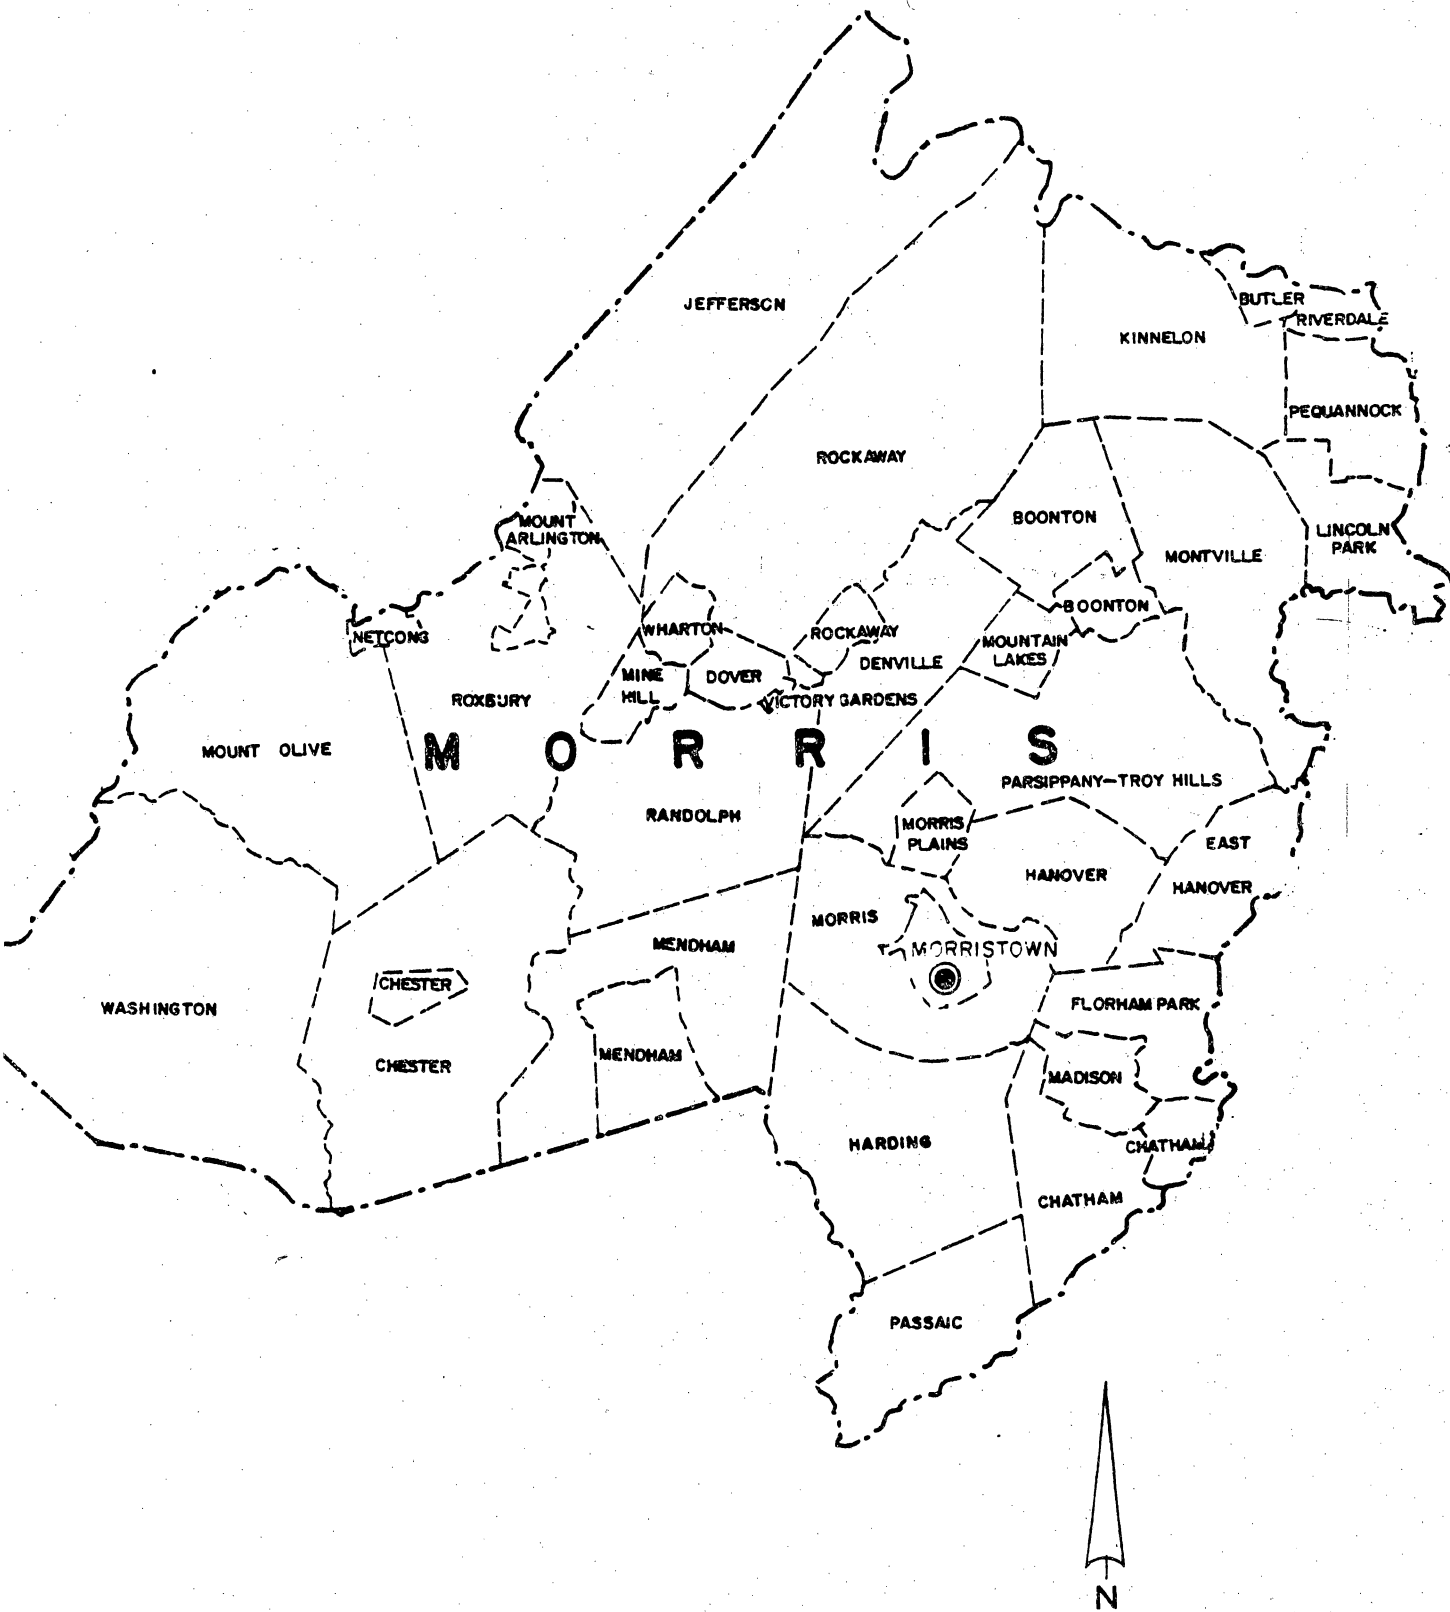 JEFFERSON
BUTLER
RIVERDALE
KINNELON
PEQUANNOCK
ROCKAWAY
BOONTON
MOUNT
ARLINGTON
LINCOLN
PARK
MONTVILLE
BOONTON
NETCONG
WHARTON
ROCKAWAY
MOUNTAIN
LAKES
DENVILLE
MINE
HILL
DOVER
VICTORY GARDENS
ROXBURY
MOUNT OLIVE
MORRIS
PARSIPPANY-TROY HILLS
RANDOLPH
MORRIS
PLAINS
EAST
HANOVER
HANOVER
MORRIS
MENDHAM
MORRISTOWN
CHESTER
WASHINGTON
FLORHAM PARK
MENDHAM
CHESTER
MADISON
HARDING
CHATHAM
CHATHAM
PASSAIC
N